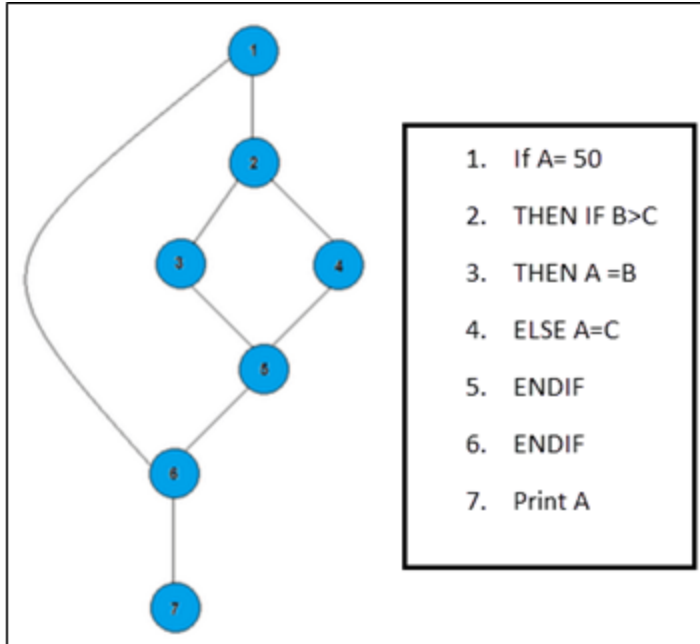 1
2
3
4
5
6
7
1. If A= 50
2. THEN IF B>C
3. THEN A =B
4. ELSE A=C
5. ENDIF
6. ENDIF
7. Print A